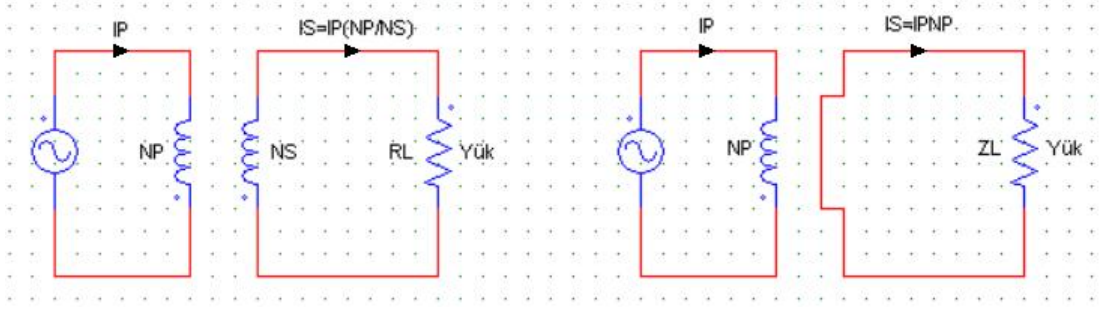 IP
IS=IP(NP/NS)
NP
NS
RL
Yük
IP
IS=IPNP
NP
ZL
Yük